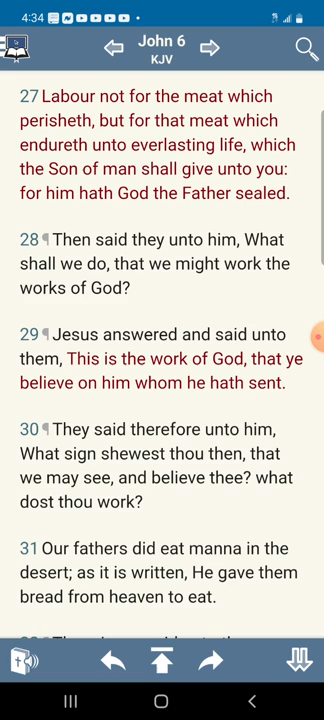 4:34
John 6
KJV
27 Labour not for the meat which
perisheth, but for that meat which
endureth unto everlasting life, which
the Son of man shall give unto you:
for him hath God the Father sealed.
28 ¶ Then said they unto him, What
shall we do, that we might work the
works of God?
29 ¶ Jesus answered and said unto
them, This is the work of God, that ye
believe on him whom he hath sent.
30 ¶ They said therefore unto him,
What sign shewest thou then, that
we may see, and believe thee? what
dost thou work?
31 Our fathers did eat manna in the
desert; as it is written, He gave them
bread from heaven to eat.